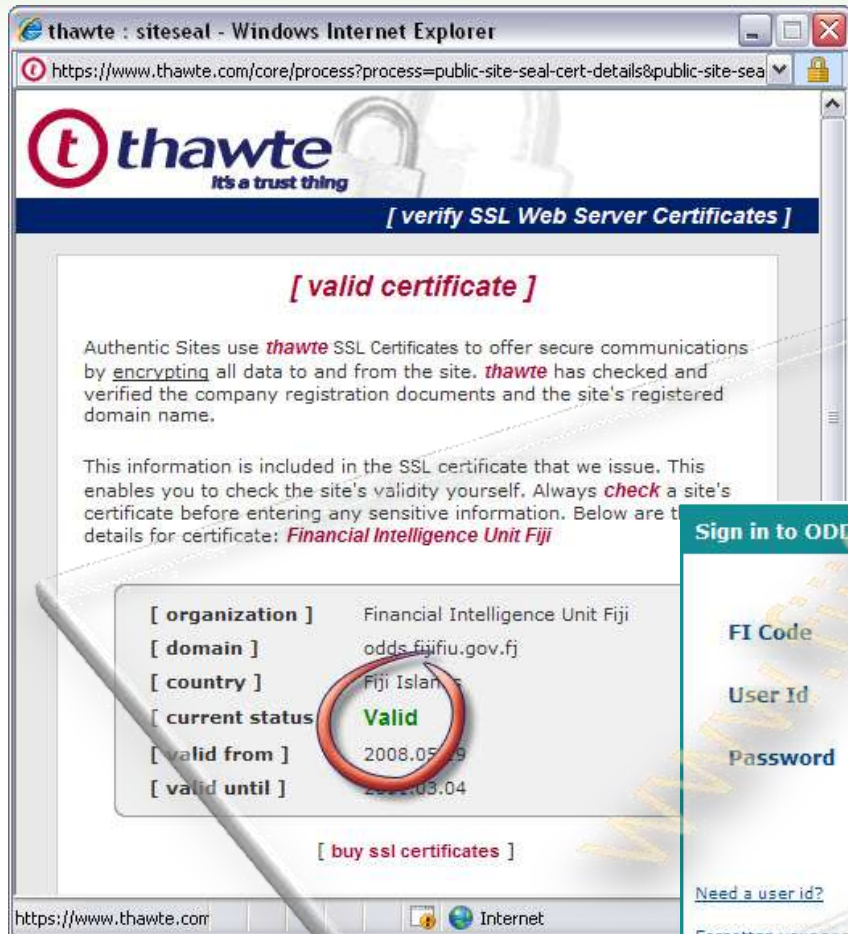 thawte : siteseal - Windows Internet Explorer
https://www.thawte.com/core/process?process=public-site-seal-cert-details&public-site-sea
t thawte
it's a trust thing
[ verify SSL Web Server Certificates ]
[ valid certificate ]
Authentic Sites use thawte SSL Certificates to offer secure communications
by encrypting all data to and from the site. thawte has checked and
verified the company registration documents and the site's registered
domain name.
This information is included in the SSL certificate that we issue. This
enables you to check the site's validity yourself. Always check a site's
certificate before entering any sensitive information. Below are
details for certificate: Financial Intelligence Unit Fiji
[ organization ] Financial Intelligence Unit Fiji
[ domain ] odds.fijifiu.gov.fj
[ country ] Fiji Islands
[ current status Valid
[ valid from ]
[ valid until ]
[ buy ssl certificates ]
https://www.thawte.com
Internet
Sign in to ODD
FI Code
User Id
Password
Need a user id?